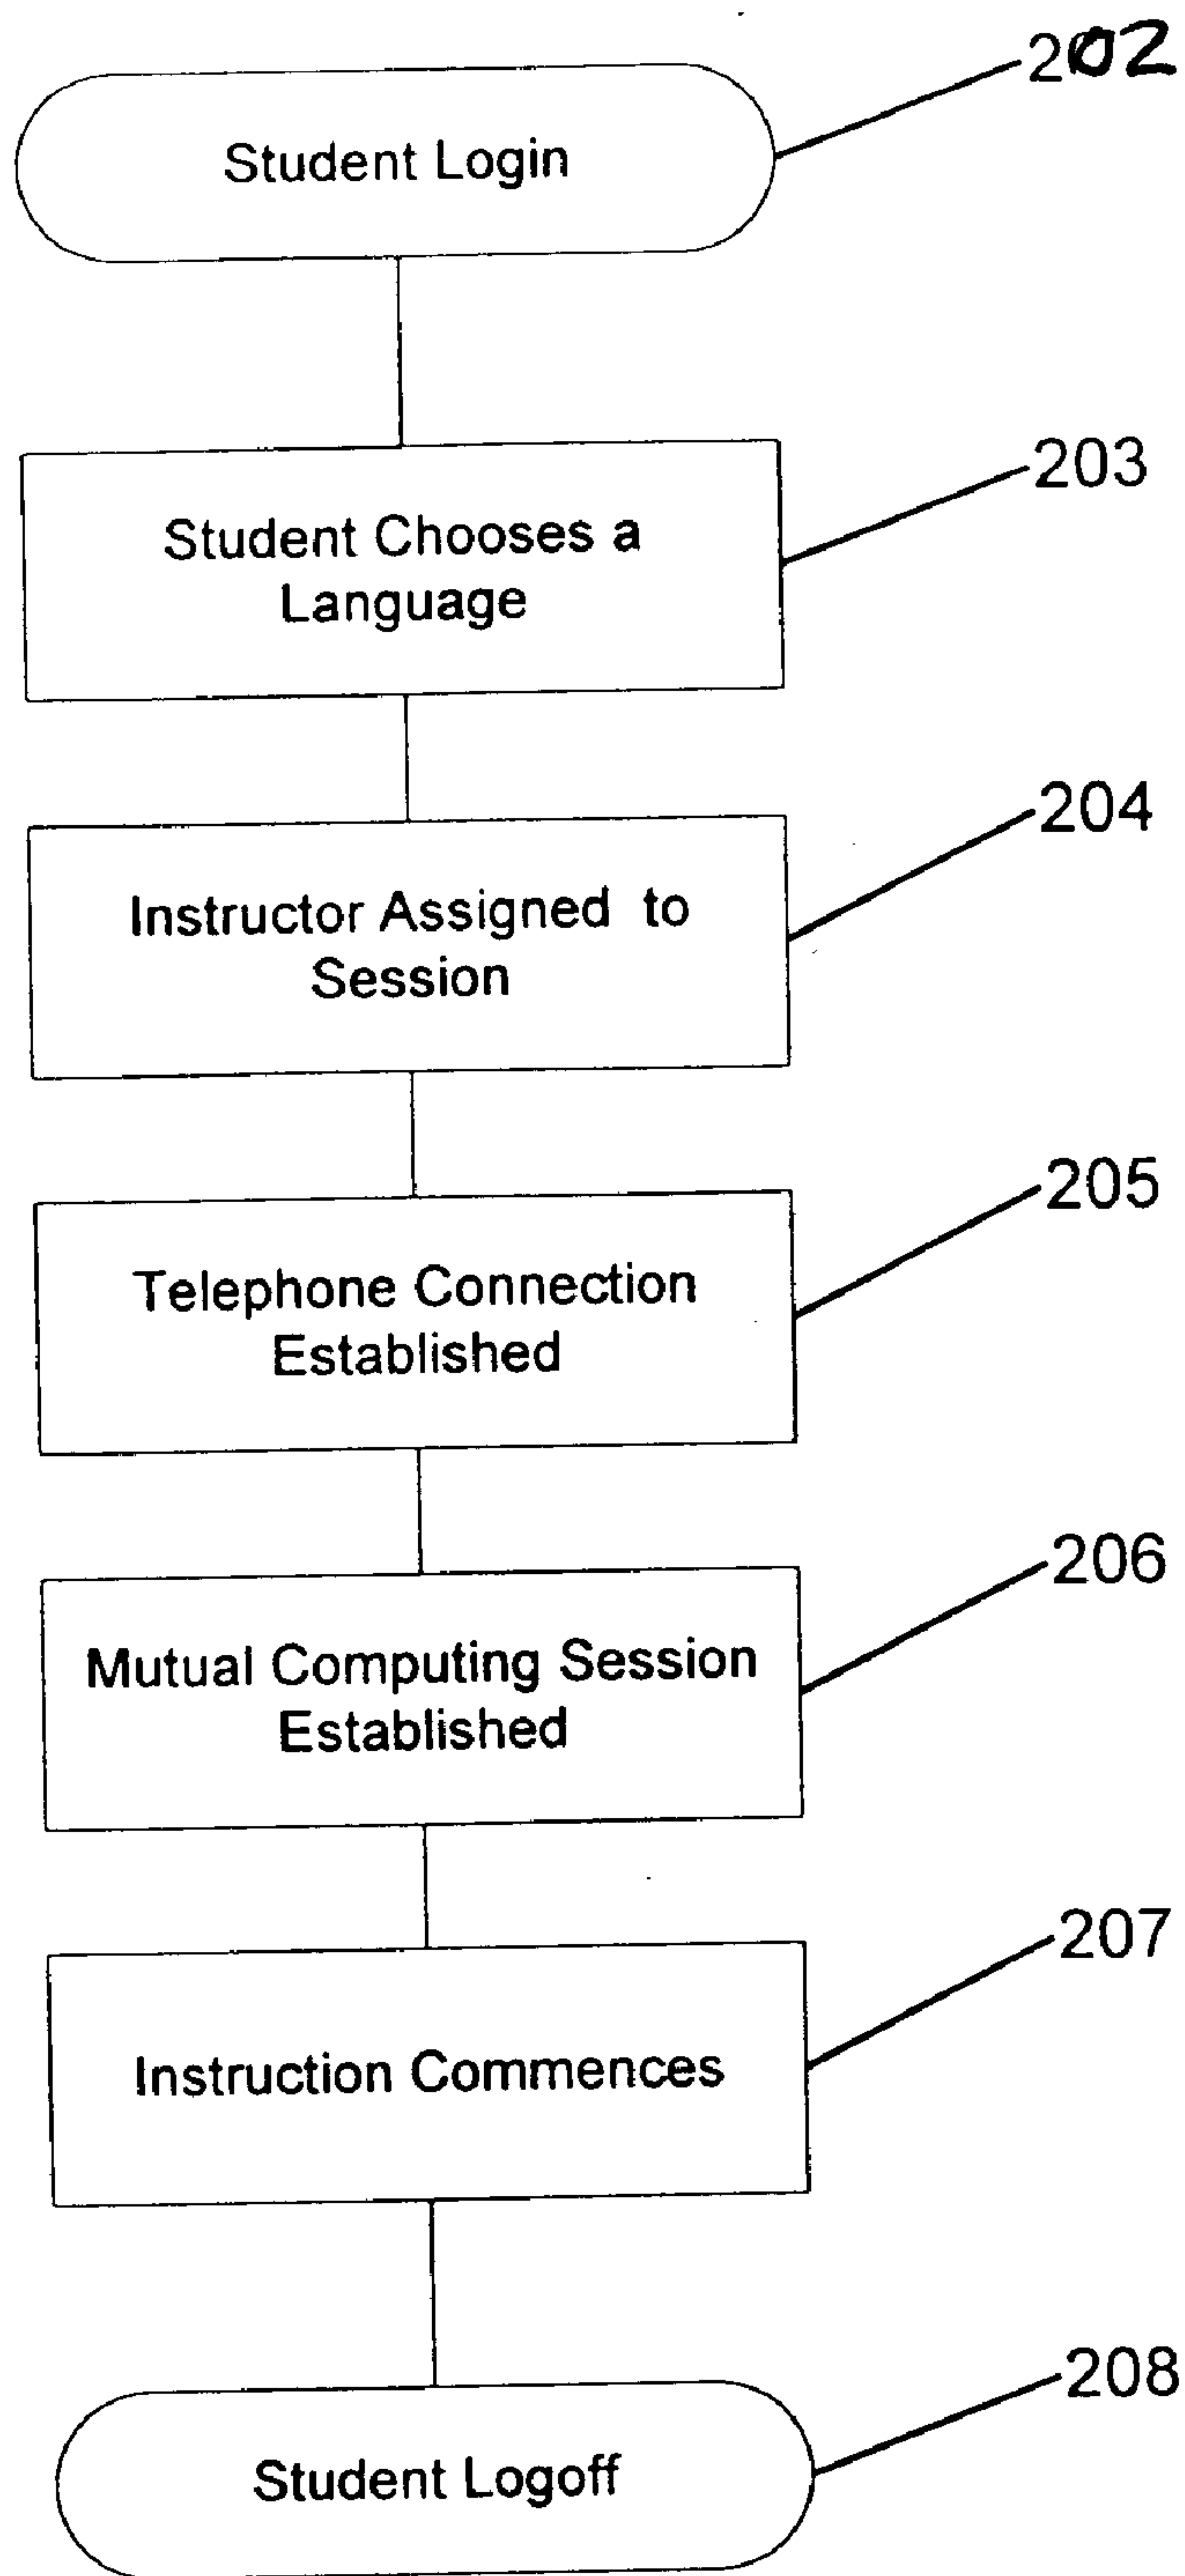 202
Student Login
203
Student Chooses a
Language
204
Instructor Assigned to
Session
205
Telephone Connection
Established
206
Mutual Computing Session
Established
207
Instruction Commences
208
Student Logoff